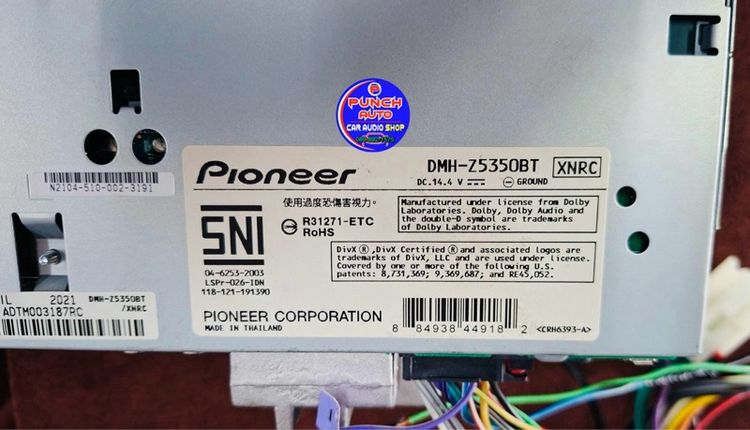 PUNCH
AUTO
CAR AUDIO SHOP
N2104-510-002-3191
Pioneer
DMH-Z5350BT XNRC
DC.14.4 V GROUND
使用過度恐傷害視力。
R31271-ETC
RoHS
Manufactured under license from Dolby
Laboratories. Dolby, Dolby Audio and
the double-D symbol are trademarks
of Dolby Laboratories.
SNI
04-6253-2003
LSPr-026-IDN
118-121-191390
DivX ®, DivX Certified ® and associated logos are
trademarks of DivX, LLC and are used under license.
Covered by one or more of the following U.S.
patents: 8,731,369; 9,369,687; and RE45,052.
IL 2021 DMH-Z5350BT
ADTM003187RC /XNRC
PIONEER CORPORATION
MADE IN THAILAND
8 84938 44918 2
<CRH6393-A>